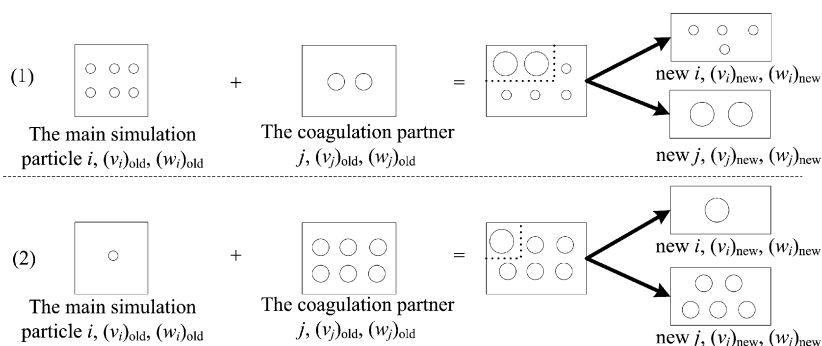 (1)
+
=
The main simulation
particle i, (vᵢ)old, (wᵢ)old
The coagulation partner
j, (vⱼ)old, (wⱼ)old
new i, (vᵢ)new, (wᵢ)new
new j, (vⱼ)new, (wⱼ)new
(2)
+
=
The main simulation
particle i, (vᵢ)old, (wᵢ)old
The coagulation partner
j, (vⱼ)old, (wⱼ)old
new i, (vᵢ)new, (wᵢ)new
new j, (vⱼ)new, (wⱼ)new